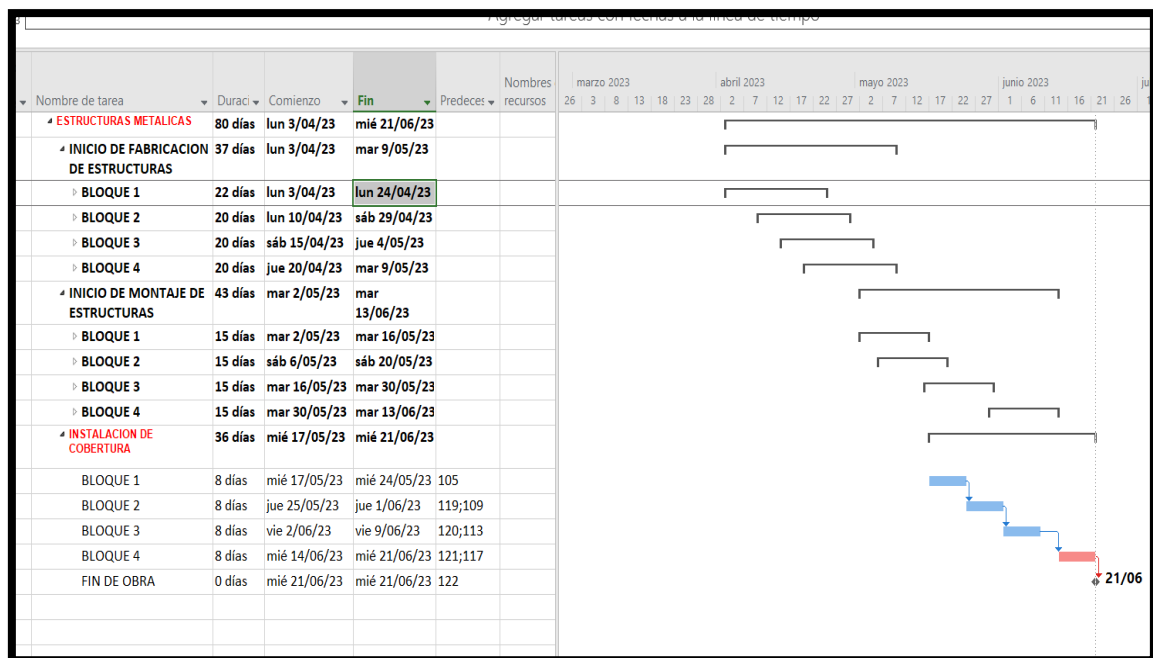 Agregar tareas con fechas a la línea de tiempo
Nombres
marzo 2023 abril 2023 mayo 2023 junio 2023 ju
Nombre de tarea Duraci Comienzo Fin Predeces recursos 26 3 8 13 18 23 28 2 7 12 17 22 27 2 7 12 17 22 27 1 6 11 16 21 26 1
ESTRUCTURAS METALICAS 80 días lun 3/04/23 mié 21/06/23
INICIO DE FABRICACION 37 días lun 3/04/23 mar 9/05/23
DE ESTRUCTURAS
BLOQUE 1 22 días lun 3/04/23 lun 24/04/23
BLOQUE 2 20 días lun 10/04/23 sáb 29/04/23
BLOQUE 3 20 días sáb 15/04/23 jue 4/05/23
BLOQUE 4 20 días jue 20/04/23 mar 9/05/23
INICIO DE MONTAJE DE 43 días mar 2/05/23 mar
ESTRUCTURAS 13/06/23
BLOQUE 1 15 días mar 2/05/23 mar 16/05/23
BLOQUE 2 15 días sáb 6/05/23 sáb 20/05/23
BLOQUE 3 15 días mar 16/05/23 mar 30/05/23
BLOQUE 4 15 días mar 30/05/23 mar 13/06/23
INSTALACION DE 36 días mié 17/05/23 mié 21/06/23
COBERTURA
BLOQUE 1 8 días mié 17/05/23 mié 24/05/23 105
BLOQUE 2 8 días jue 25/05/23 jue 1/06/23 119;109
BLOQUE 3 8 días vie 2/06/23 vie 9/06/23 120;113
BLOQUE 4 8 días mié 14/06/23 mié 21/06/23 121;117
FIN DE OBRA 0 días mié 21/06/23 mié 21/06/23 122 21/06